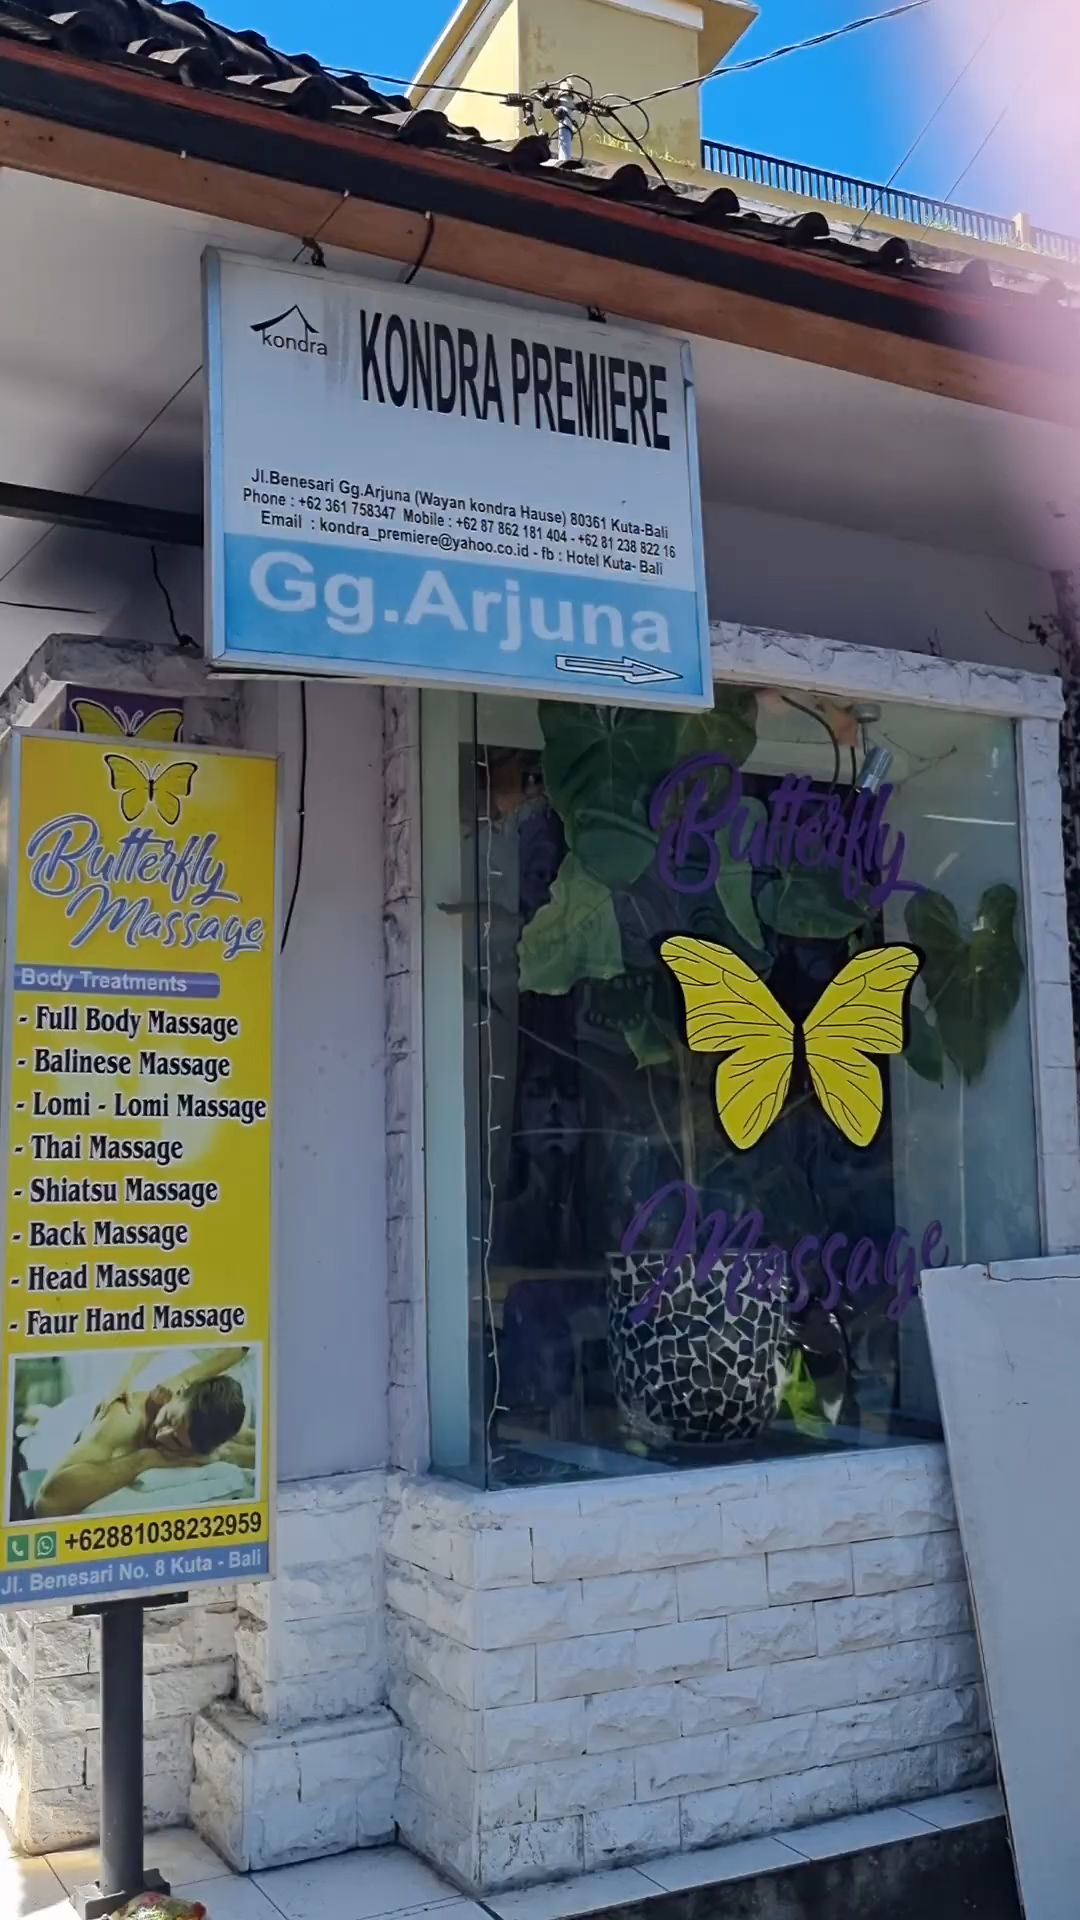 kondra
KONDRA PREMIERE
Jl.Benesari Gg.Arjuna (Wayan kondra Hause) 80361 Kuta-Bali
Phone : +62 361 758347 Mobile : +62 87 862 181 404 - +62 81 238 822 16
Email : kondra_premiere@yahoo.co.id - fb : Hotel Kuta- Bali
Gg.Arjuna
Butterfly
Massage
Body Treatments
- Full Body Massage
- Balinese Massage
- Lomi - Lomi Massage
- Thai Massage
- Shiatsu Massage
- Back Massage
- Head Massage
- Faur Hand Massage
+62881038232959
Jl. Benesari No. 8 Kuta - Bali
Butterfly
Massage